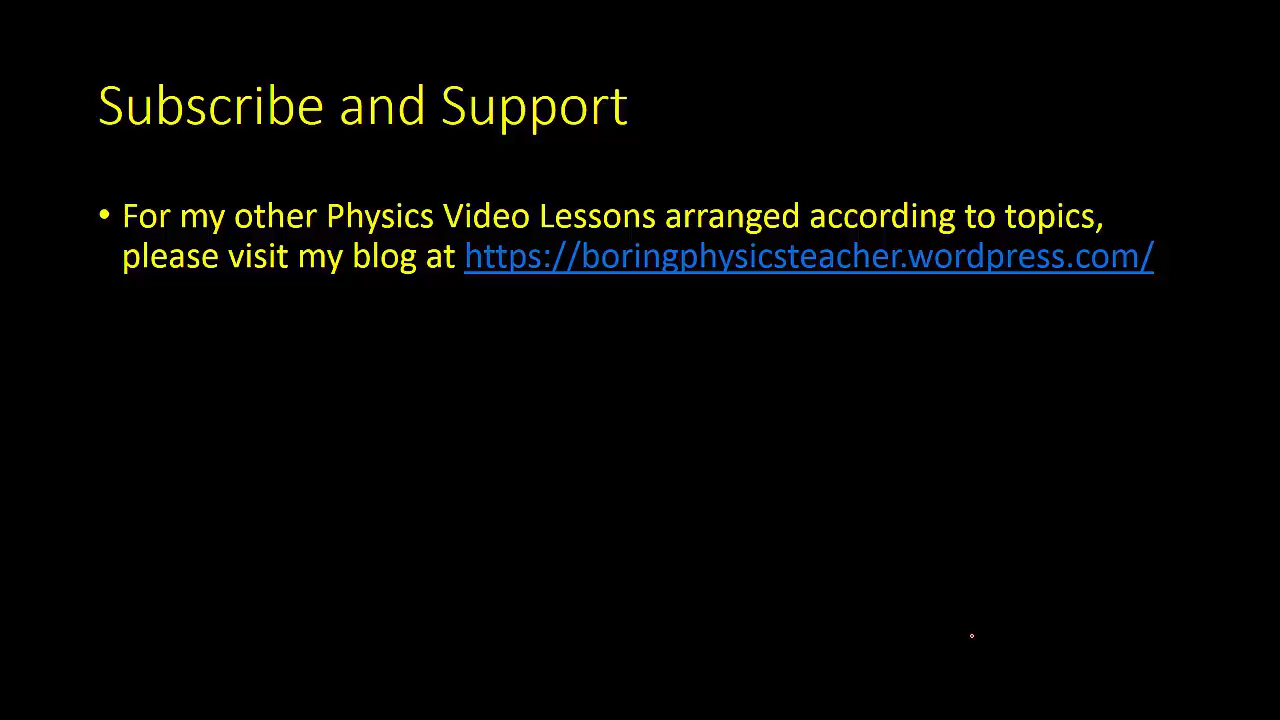 Subscribe and Support
• For my other Physics Video Lessons arranged according to topics,
please visit my blog at https://boringphysicsteacher.wordpress.com/